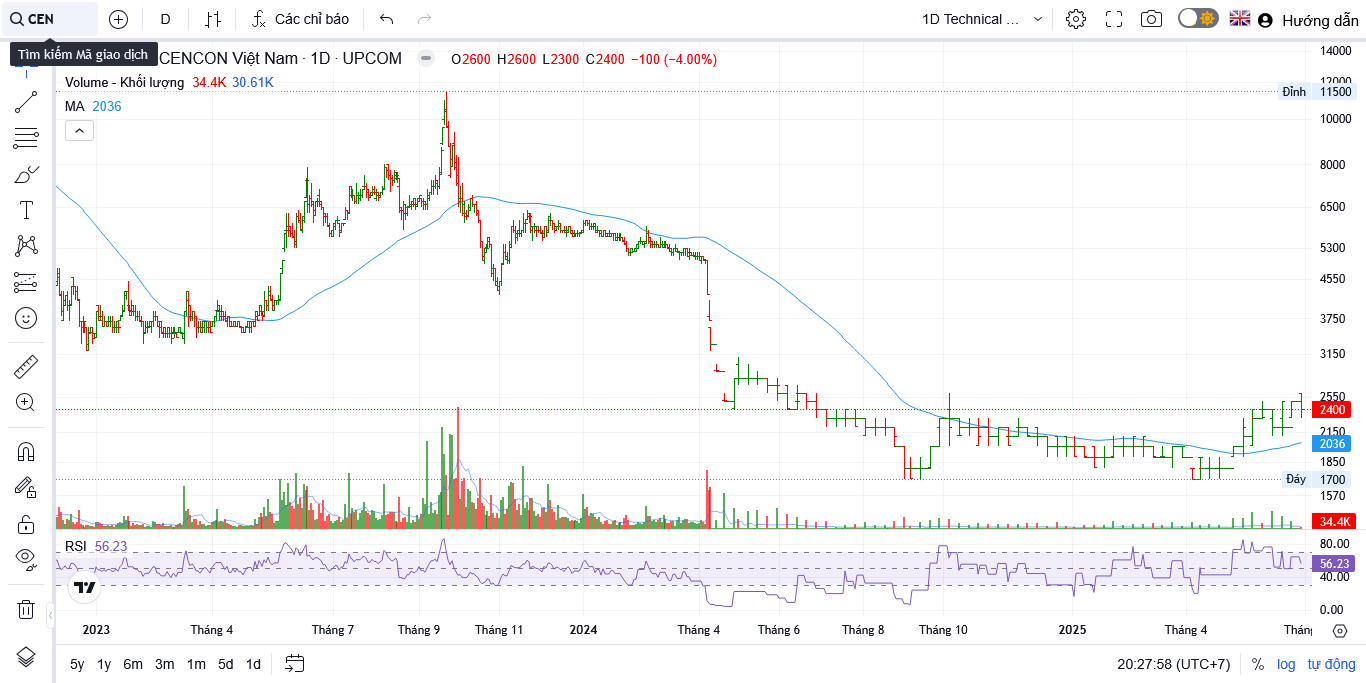 CEN D Các chỉ báo 1D Technical ... Hướng dẫn
Tìm kiếm Mã giao dịch
CENCON Việt Nam · 1D · UPCOM O2600 H2600 L2300 C2400 −100 (−4.00%)
Volume - Khối lượng 34.4K 30.61K
MA 2036
14000
12000
Đỉnh 11500
10000
8000
6500
5300
4550
3750
3150
2550
2400
2150
2036
1850
Đáy 1700
1570
34.4K
RSI 56.23
80.00
56.23
40.00
0.00
2023 Tháng 4 Tháng 7 Tháng 9 Tháng 11 2024 Tháng 4 Tháng 6 Tháng 8 Tháng 10 2025 Tháng 4 Thán
5y 1y 6m 3m 1m 5d 1d 20:27:58 (UTC+7) % log tự động